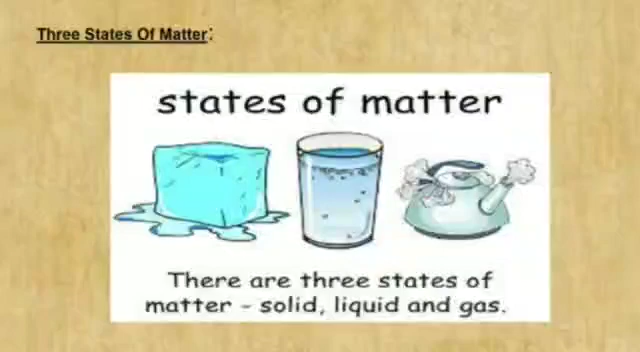 Three States Of Matter:
states of matter
There are three states of
matter - solid, liquid and gas.